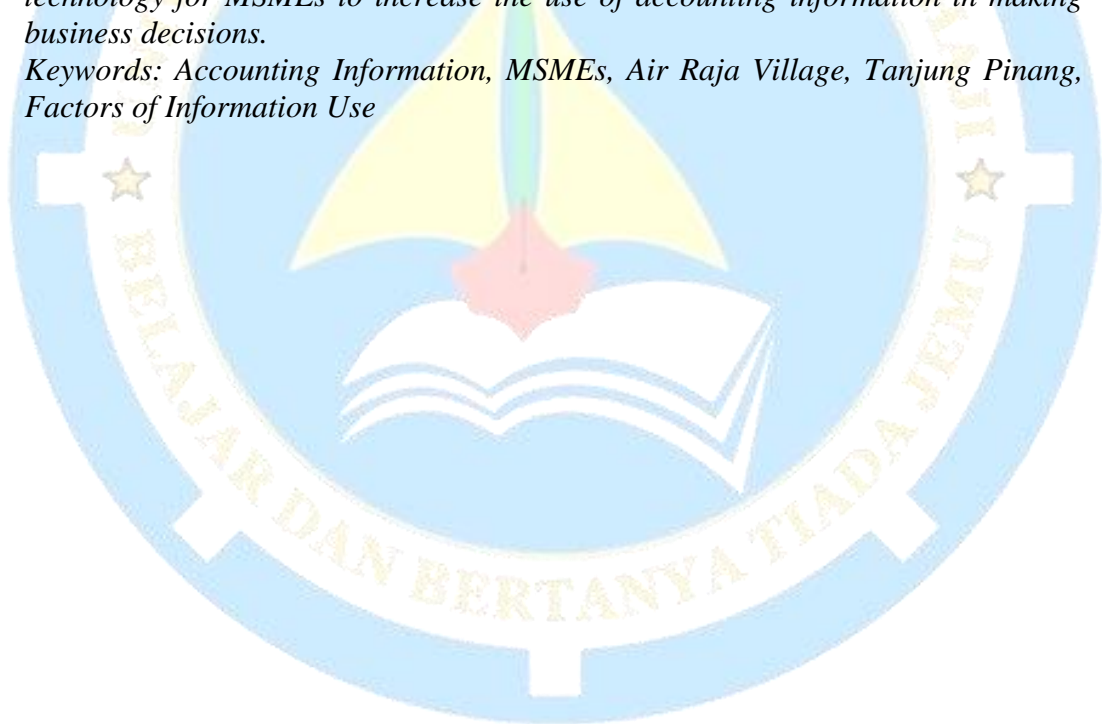 technology for MSMEs to increase the use of accounting information in making
business decisions.
Keywords: Accounting Information, MSMEs, Air Raja Village, Tanjung Pinang,
Factors of Information Use
BELAJAR DAN BERTANYA TIADA JEMU